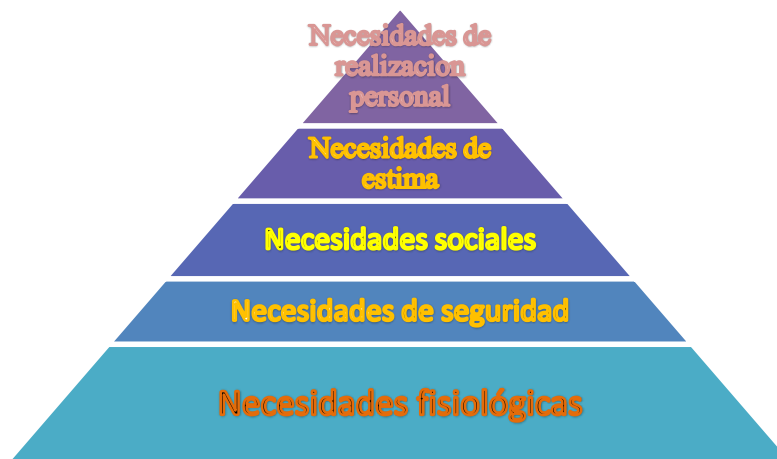 Necesidades de
realizacion
personal
Necesidades de
estima
Necesidades sociales
Necesidades de seguridad
Necesidades fisiológicas